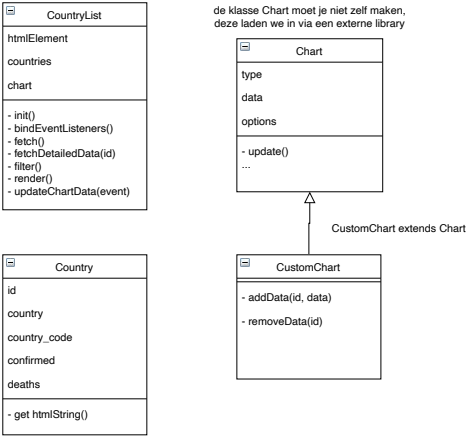 CountryList
htmlElement
countries
chart
- init()
- bindEventListeners()
- fetch()
- fetchDetailedData(id)
- filter()
- render()
- updateChartData(event)
de klasse Chart moet je niet zelf maken,
deze laden we in via een externe library
Chart
type
data
options
- update()
...
CustomChart extends Chart
Country
id
country
country_code
confirmed
deaths
- get htmlString()
CustomChart
- addData(id, data)
- removeData(id)